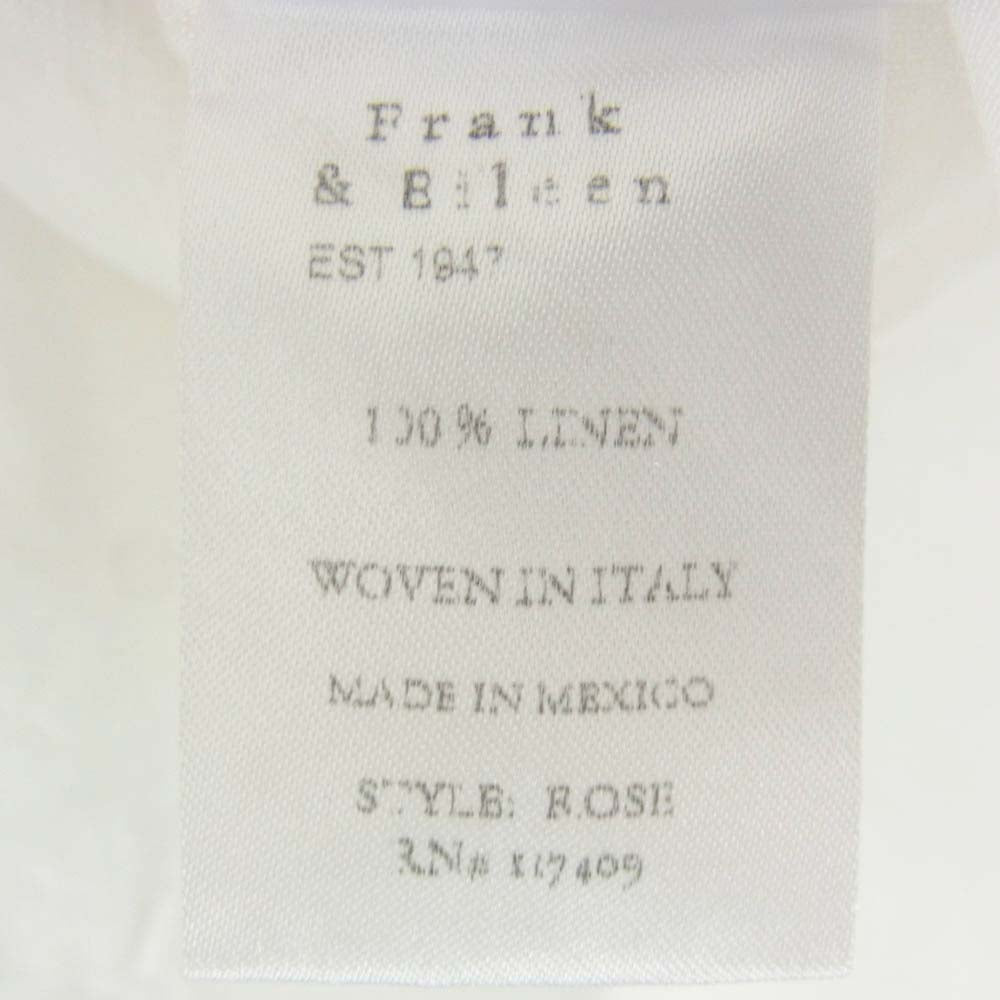 Frank
& Eileen
EST 1947
100% LINEN
WOVEN IN ITALY
MADE IN MEXICO
STYLE: ROSE
RN# 117409